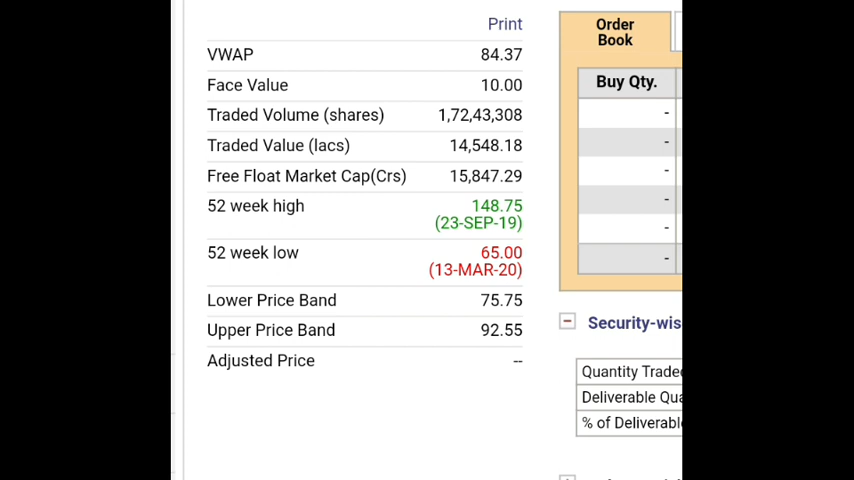 Print
VWAP 84.37
Face Value 10.00
Traded Volume (shares) 1,72,43,308
Traded Value (lacs) 14,548.18
Free Float Market Cap(Crs) 15,847.29
52 week high 148.75
(23-SEP-19)
52 week low 65.00
(13-MAR-20)
Lower Price Band 75.75
Upper Price Band 92.55
Adjusted Price --
Order
Book
Buy Qty.
-
-
-
-
-
-
Security-wis
Quantity Traded
Deliverable Qua
% of Deliverabl